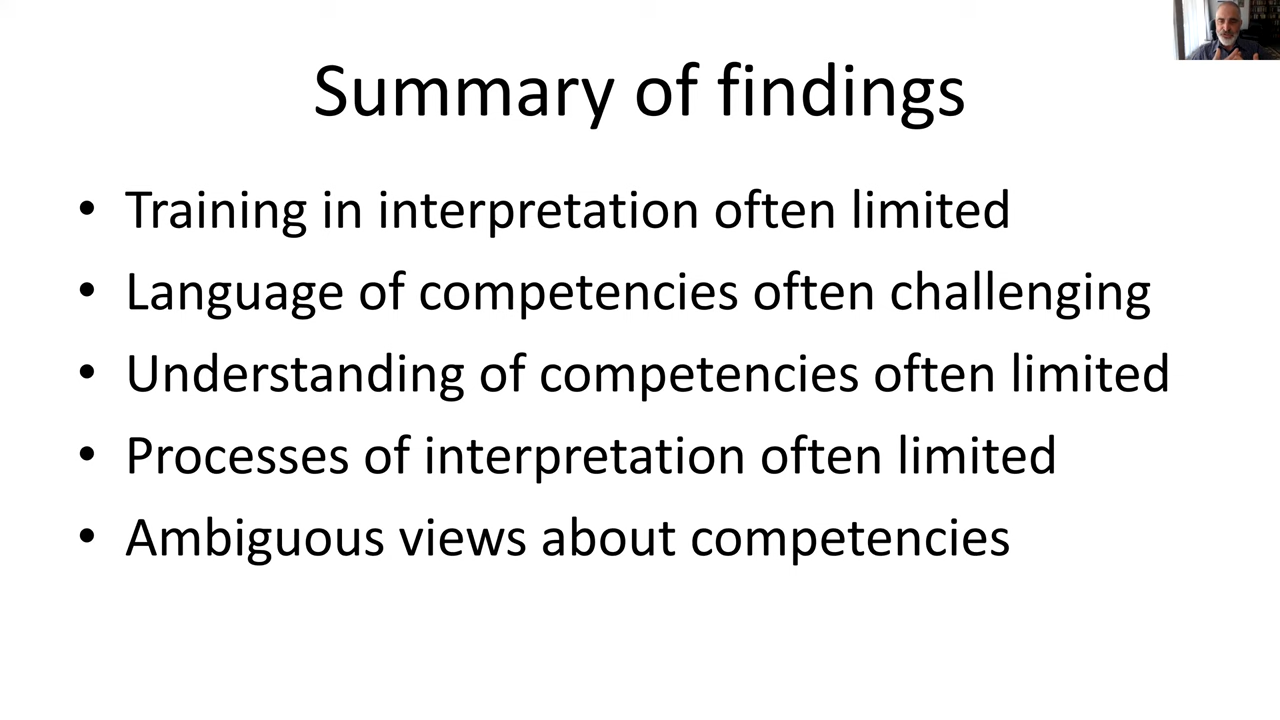 Summary of findings
• Training in interpretation often limited
• Language of competencies often challenging
• Understanding of competencies often limited
• Processes of interpretation often limited
• Ambiguous views about competencies